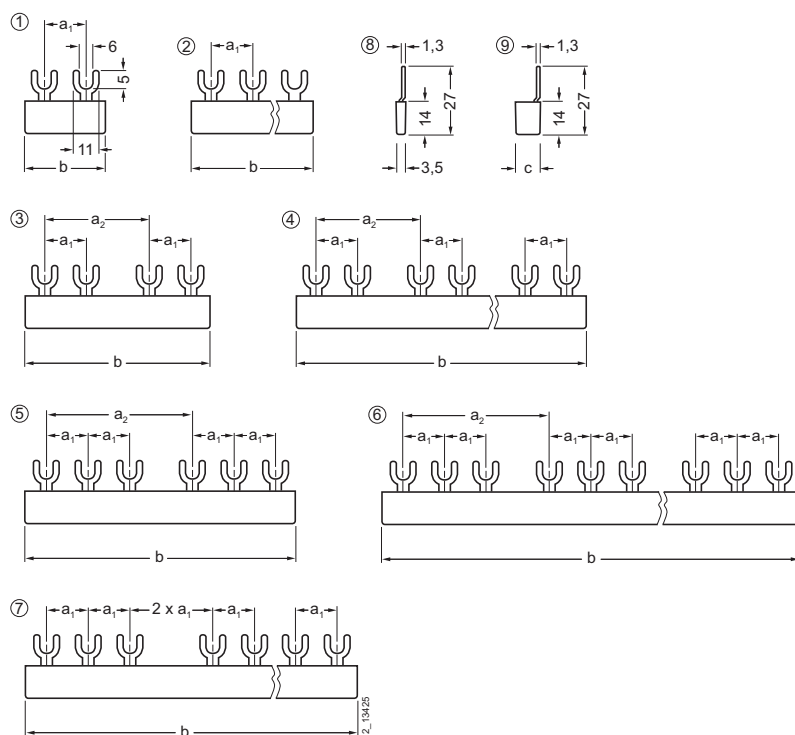 ① a₁ 6
5
11
b
② a₁
b
⑧ 1,3
27
14
3,5
⑨ 1,3
27
14
c
③ a₂
a₁ a₁
b
④ a₂
a₁ a₁ a₁
b
⑤ a₂
a₁ a₁ a₁ a₁
b
⑥ a₂
a₁ a₁ a₁ a₁ a₁ a₁
b
⑦ a₁ a₁ 2 x a₁ a₁ a₁
b
2_13425